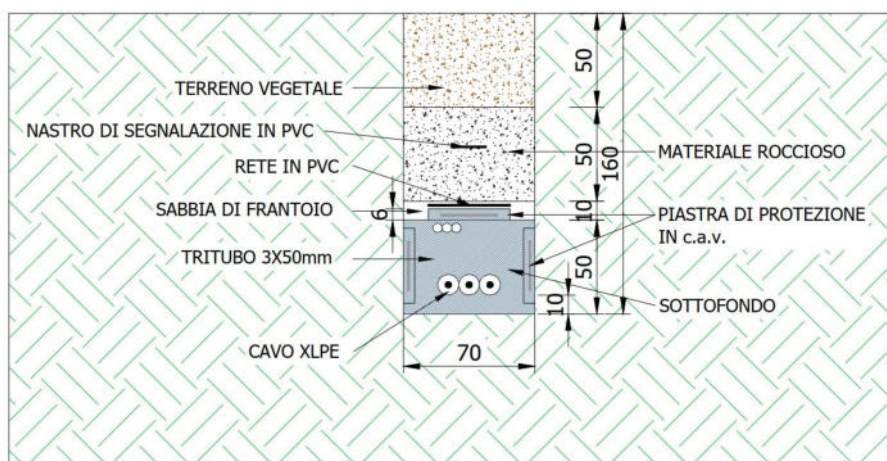 TERRENO VEGETALE
NASTRO DI SEGNALAZIONE IN PVC
RETE IN PVC
SABBIA DI FRANTOIO
TRITUBO 3X50mm
CAVO XLPE
6
70
50
50
10
50
10
160
MATERIALE ROCCIOSO
PIASTRA DI PROTEZIONE
IN c.a.v.
SOTTOFONDO